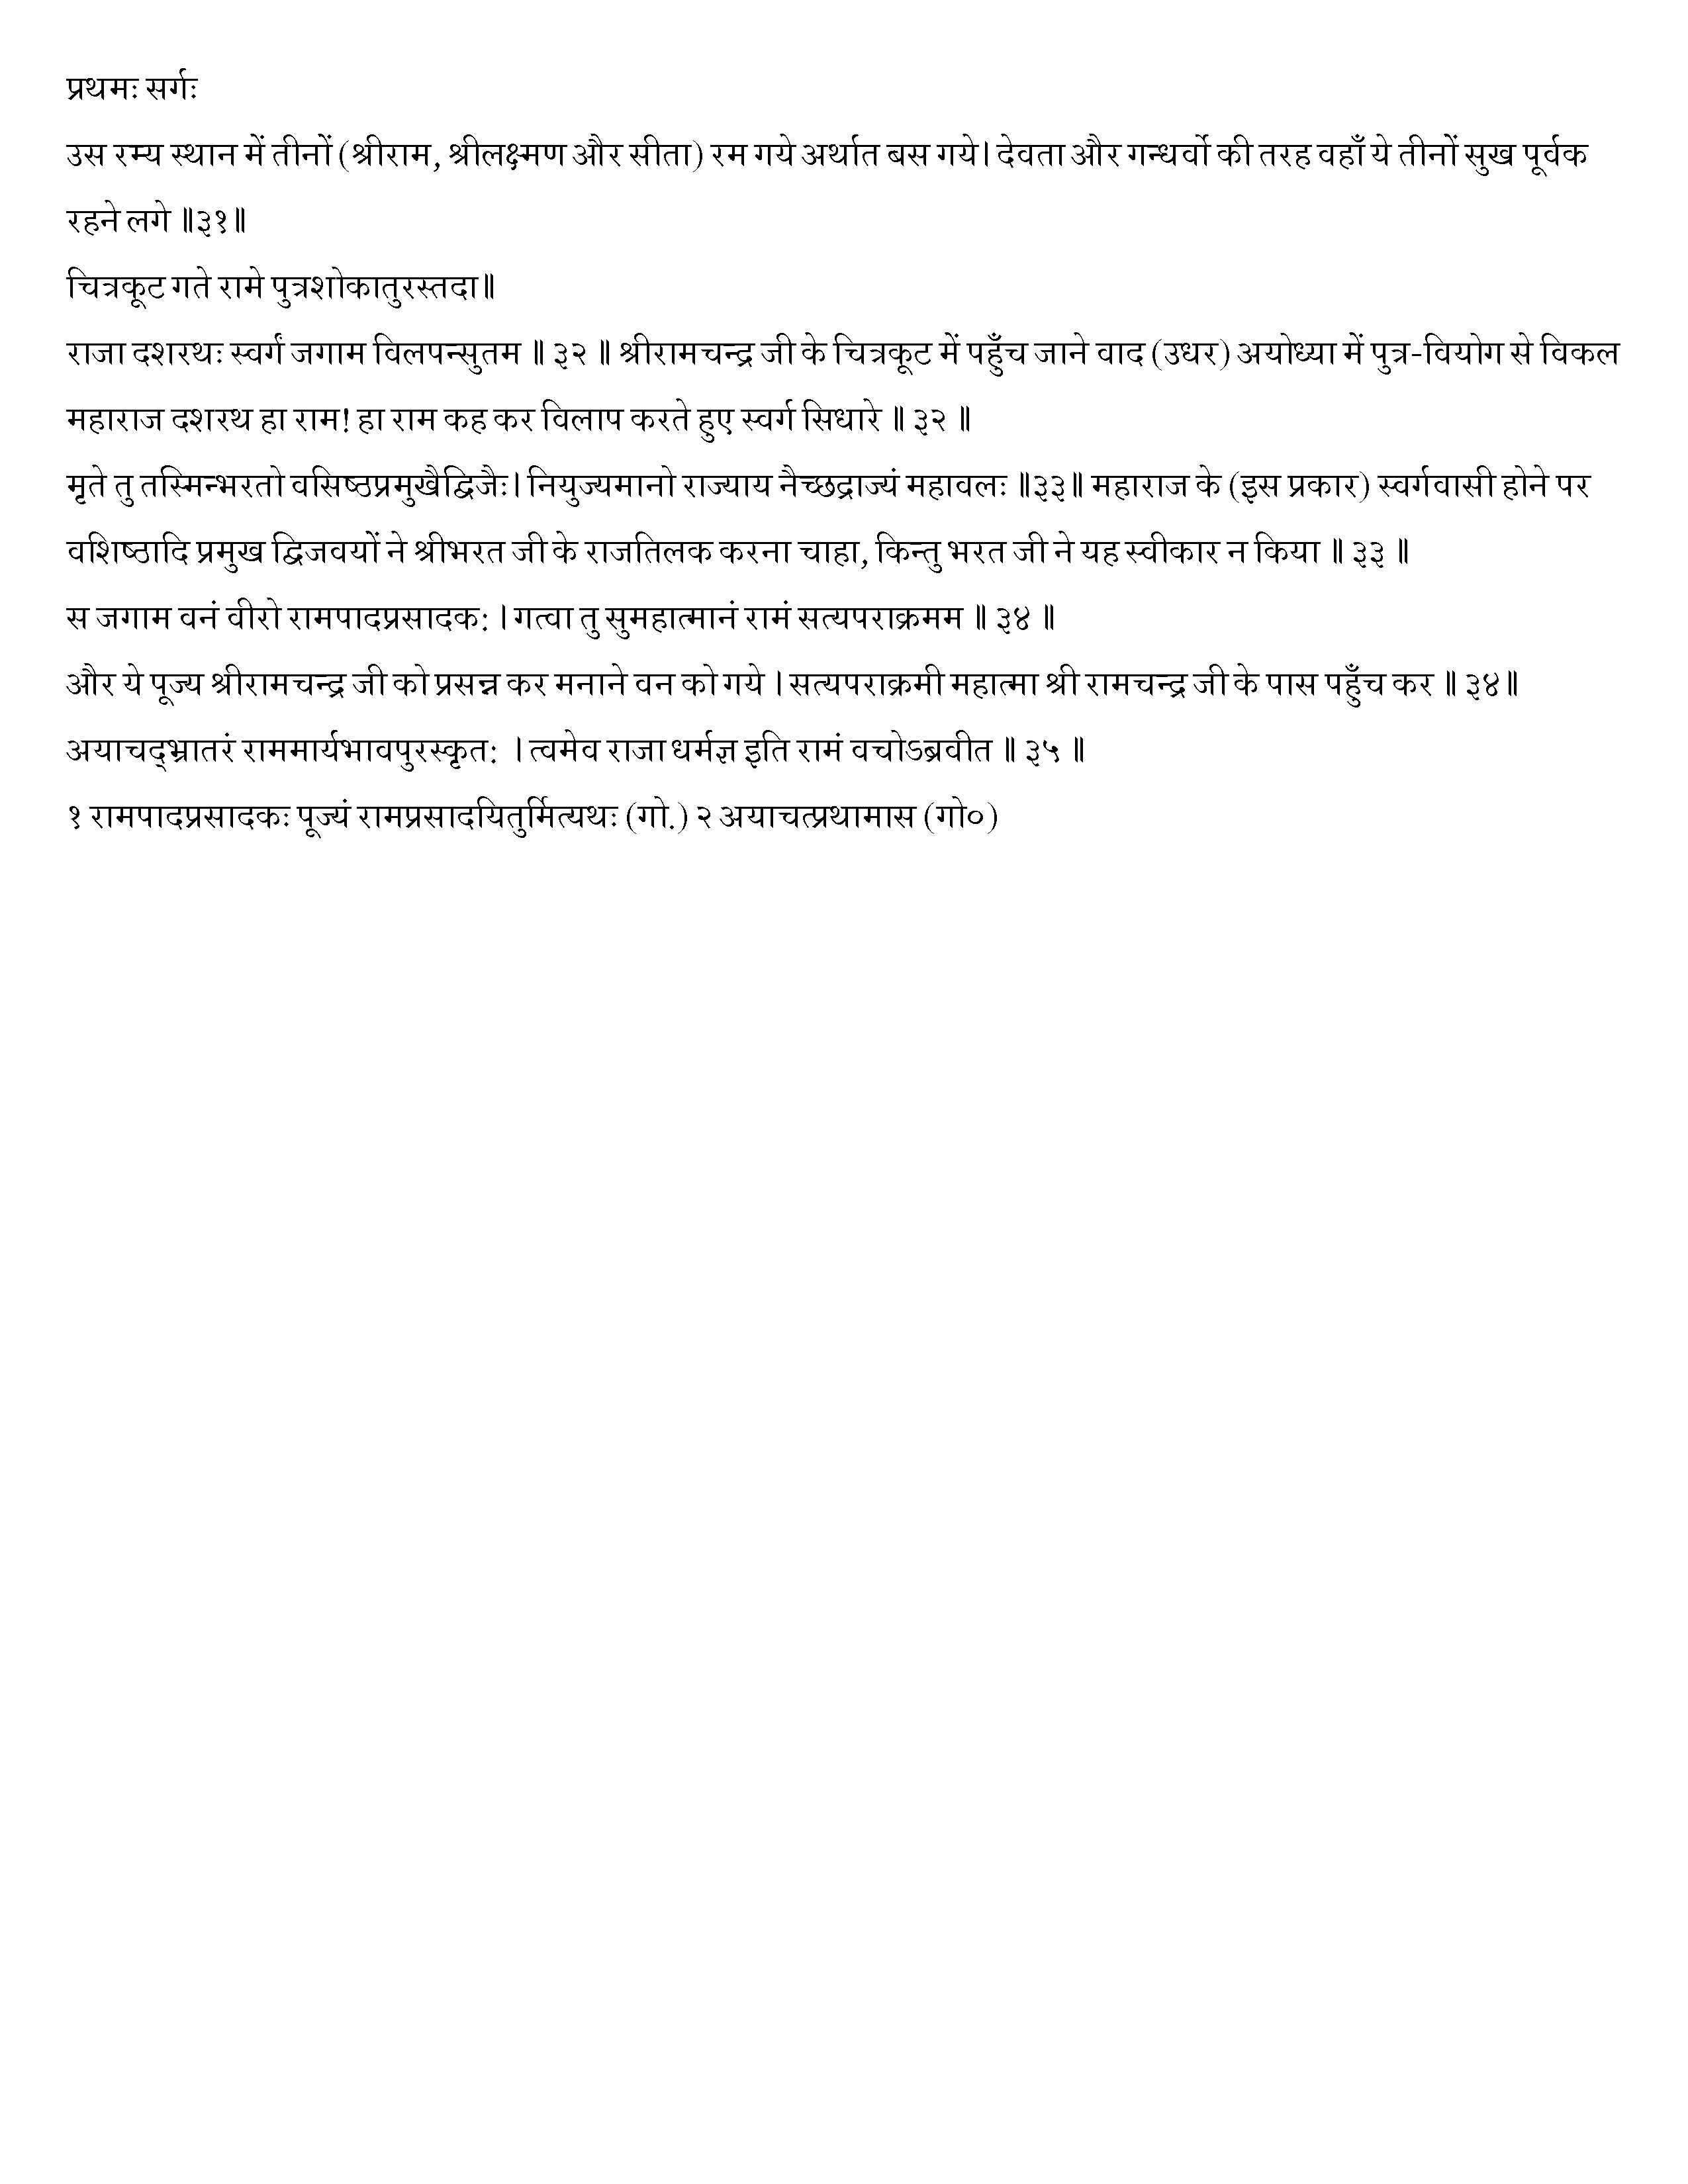 प्रथमः सर्गः
उस रम्य स्थान में तीनों (श्रीराम, श्रीलक्ष्मण और सीता) रम गये अर्थात बस गये। देवता और गन्धर्वो की तरह वहाँ ये तीनों सुख पूर्वक
रहने लगे ॥३१॥
चित्रकूट गते रामे पुत्रशोकातुरस्तदा॥
राजा दशरथः स्वर्गं जगाम विलपन्सुतम ॥ ३२ ॥ श्रीरामचन्द्र जी के चित्रकूट में पहुँच जाने वाद (उधर) अयोध्या में पुत्र-वियोग से विकल
महाराज दशरथ हा राम! हा राम कह कर विलाप करते हुए स्वर्ग सिधारे ॥ ३२ ॥
मृते तु तस्मिन्भरतो वसिष्ठप्रमुखैद्विजैः। नियुज्यमानो राज्याय नैच्छद्राज्यं महावलः ॥३३॥ महाराज के (इस प्रकार) स्वर्गवासी होने पर
वशिष्ठादि प्रमुख द्विजवयों ने श्रीभरत जी के राजतिलक करना चाहा, किन्तु भरत जी ने यह स्वीकार न किया ॥ ३३ ॥
स जगाम वनं वीरो रामपादप्रसादक: । गत्वा तु सुमहात्मानं रामं सत्यपराक्रमम ॥ ३४ ॥
और ये पूज्य श्रीरामचन्द्र जी को प्रसन्न कर मनाने वन को गये । सत्यपराक्रमी महात्मा श्री रामचन्द्र जी के पास पहुँच कर ॥ ३४॥
अयाचद्भ्रातरं राममार्यभावपुरस्कृत: । त्वमेव राजा धर्मज्ञ इति रामं वचोऽब्रवीत ॥ ३५ ॥
१ रामपादप्रसादकः पूज्यं रामप्रसादयितुर्मित्यथः (गो.) २ अयाचत्प्रथामास (गो०)